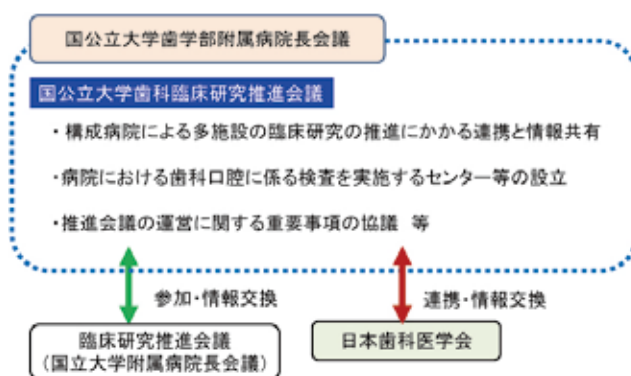 国公立大学歯学部附属病院長会議
国公立大学歯科臨床研究推進会議
・構成病院による多施設の臨床研究の推進にかかる連携と情報共有
・病院における歯科口腔に係る検査を実施するセンター等の設立
・推進会議の運営に関する重要事項の協議 等
参加・情報交換
連携・情報交換
臨床研究推進会議
(国立大学附属病院長会議)
日本歯科医学会